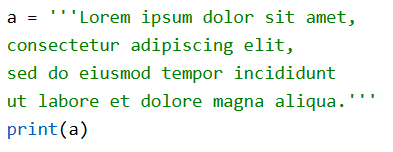 a = '''Lorem ipsum dolor sit amet,
consectetur adipiscing elit,
sed do eiusmod tempor incididunt
ut labore et dolore magna aliqua.'''
print(a)